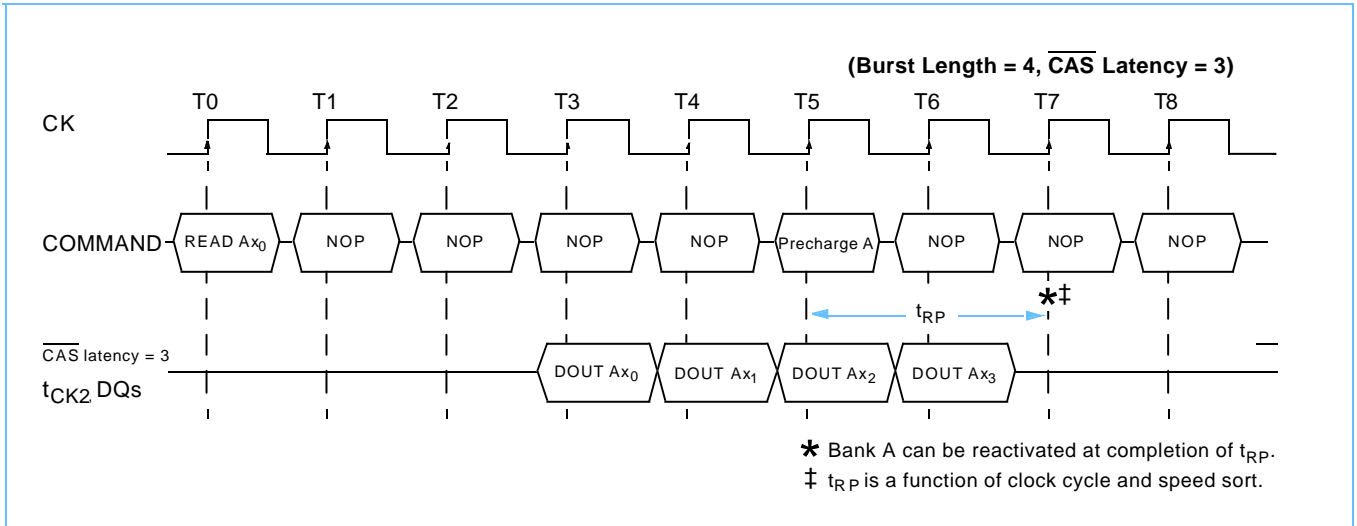 (Burst Length = 4, CAS Latency = 3)
T0 T1 T2 T3 T4 T5 T6 T7 T8
CK
COMMAND READ Ax0 NOP NOP NOP NOP Precharge A NOP NOP NOP
*‡
tRP
CAS latency = 3
tCK2, DQs DOUT Ax0 DOUT Ax1 DOUT Ax2 DOUT Ax3
* Bank A can be reactivated at completion of tRP.
‡ tRP is a function of clock cycle and speed sort.